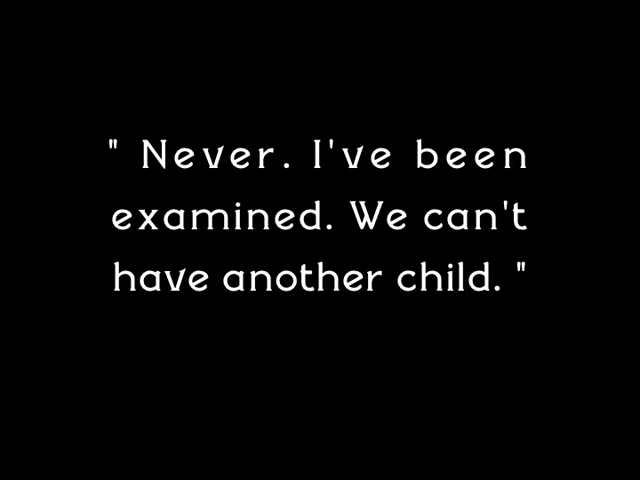 " Never. I've been
examined. We can't
have another child. "